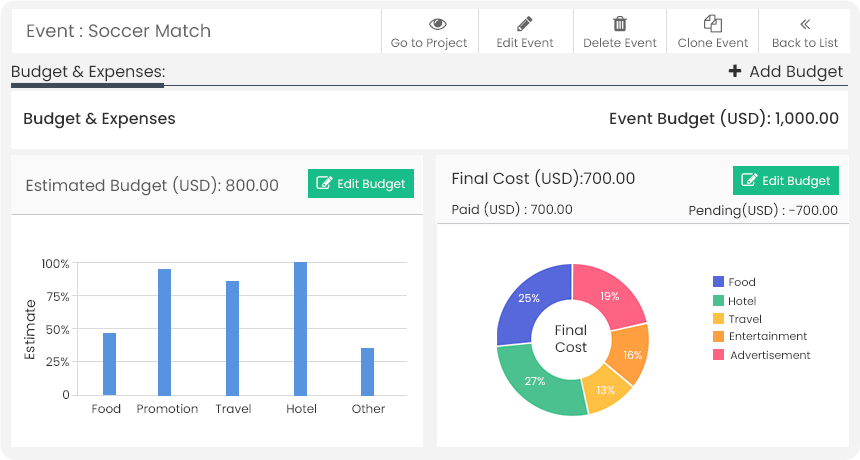 Event : Soccer Match
Go to Project
Edit Event
Delete Event
Clone Event
Back to List
Budget & Expenses:
Add Budget
Budget & Expenses
Event Budget (USD): 1,000.00
Estimated Budget (USD): 800.00
Edit Budget
Final Cost (USD):700.00
Edit Budget
Paid (USD) : 700.00
Pending(USD) : -700.00
Estimate
100%
75%
50%
25%
0
Food
Promotion
Travel
Hotel
Other
25%
19%
16%
13%
27%
Final
Cost
Food
Hotel
Travel
Entertainment
Advertisement